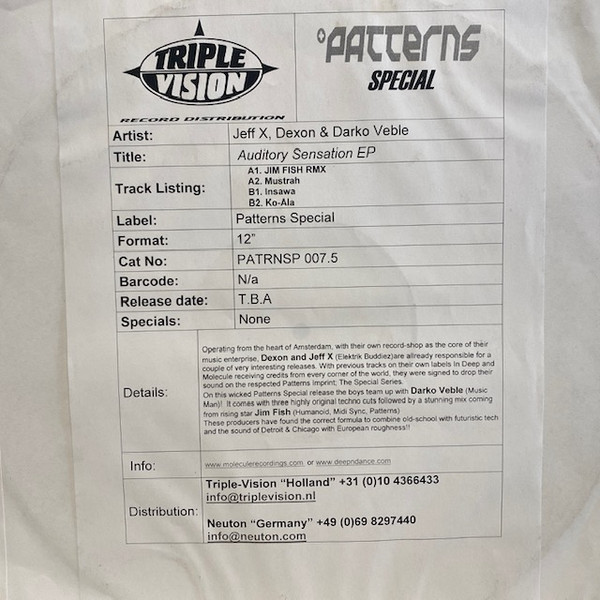 TRIPLE
VISION
RECORD DISTRIBUTION
PATTERNS
SPECIAL
Artist: Jeff X, Dexon & Darko Veble
Title: Auditory Sensation EP
Track Listing:
A1. JIM FISH RMX
A2. Mustrah
B1. Insawa
B2. Ko-Ala
Label: Patterns Special
Format: 12"
Cat No: PATRNSP 007.5
Barcode: N/a
Release date: T.B.A
Specials: None
Details:
Operating from the heart of Amsterdam, with their own record-shop as the core of their
music enterprise, Dexon and Jeff X (Elektrik Buddiez)are already responsible for a
couple of very interesting releases. With previous tracks on their own labels In Deep and
Molecule receiving credits from every corner of the world, they were signed to drop their
sound on the respected Patterns Imprint; The Special Series.
On this wicked Patterns Special release the boys team up with Darko Veble (Music
Man)! It comes with three highly original techno cuts followed by a stunning mix coming
from rising star Jim Fish (Humanoid, Midi Sync, Patterns)
These producers have found the correct formula to combine old-school with futuristic tech
and the sound of Detroit & Chicago with European roughness!!
Info: www.moleculerecordings.com or www.deepndance.com
Distribution:
Triple-Vision "Holland" +31 (0)10 4366433
info@triplevision.nl
Neuton "Germany" +49 (0)69 8297440
info@neuton.com